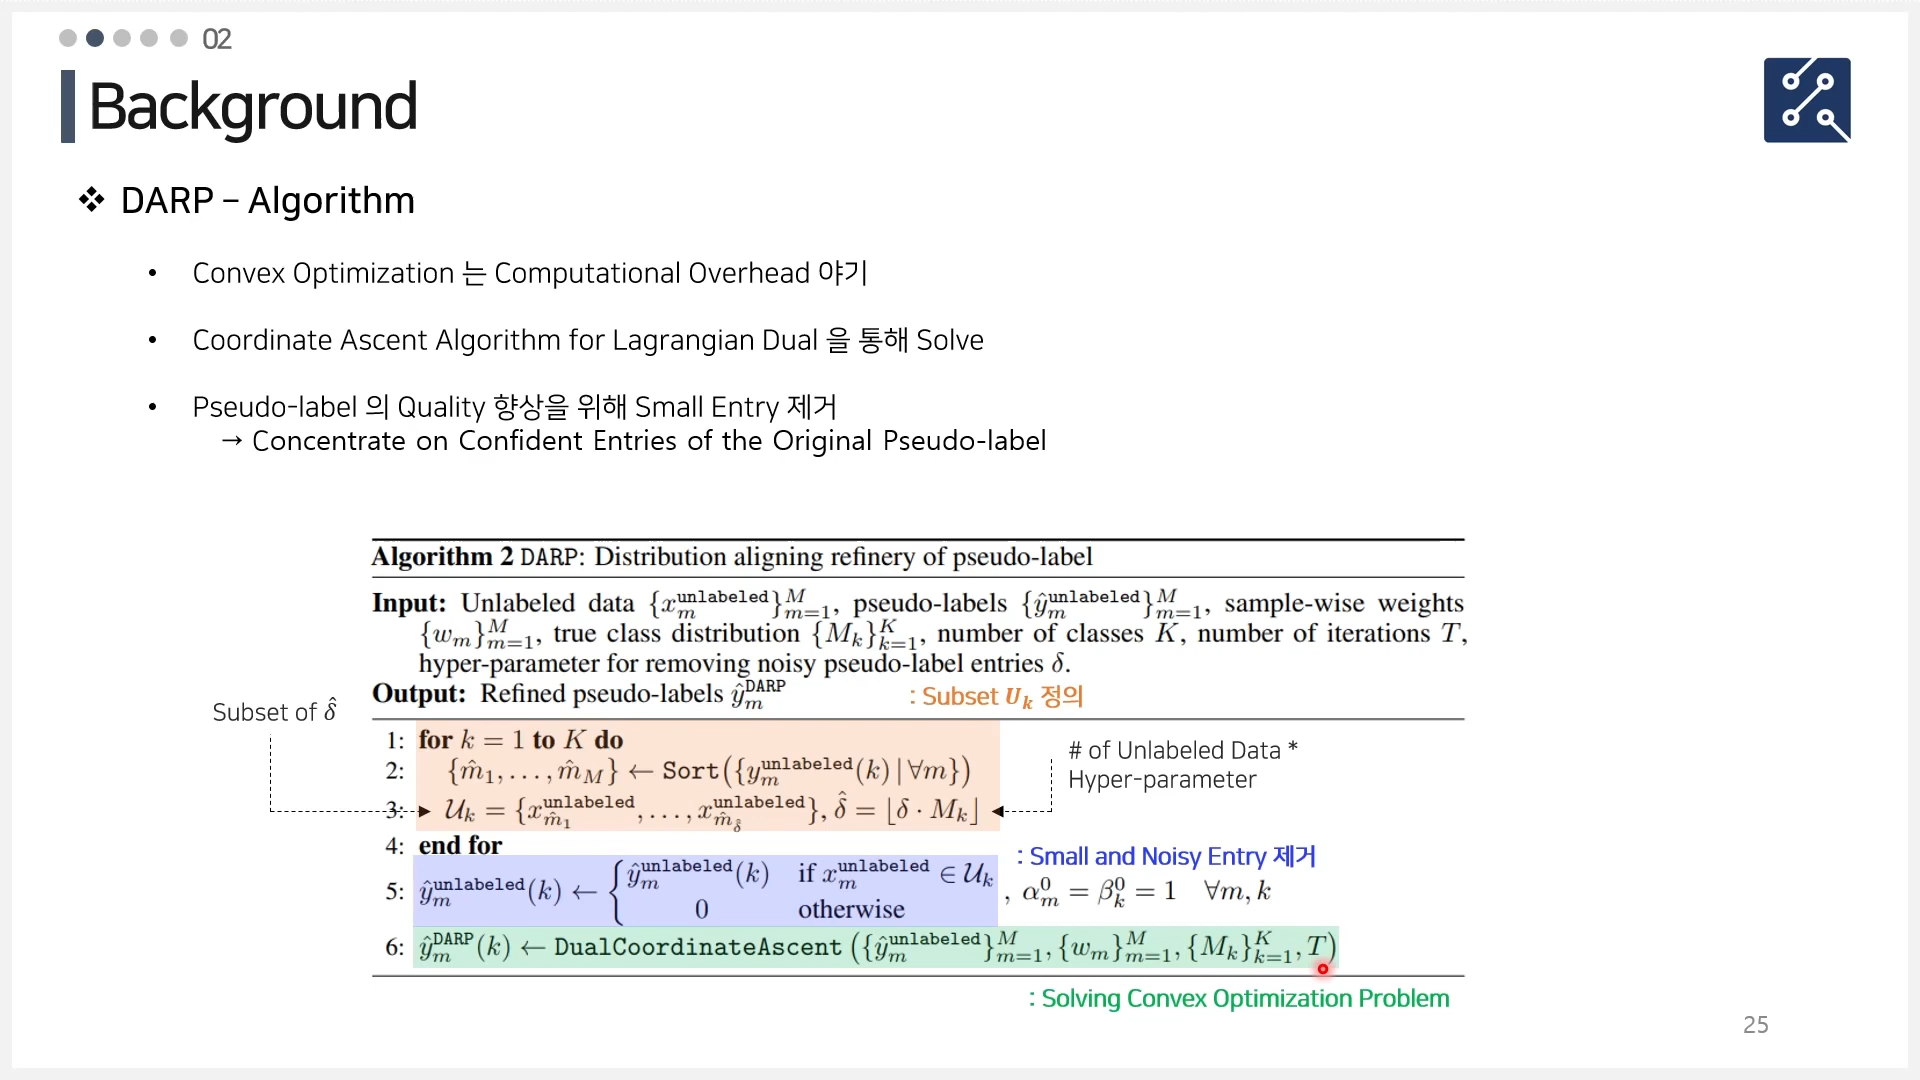 02
Background
❖ DARP – Algorithm
• Convex Optimization 는 Computational Overhead 야기
• Coordinate Ascent Algorithm for Lagrangian Dual 을 통해 Solve
• Pseudo-label 의 Quality 향상을 위해 Small Entry 제거
→ Concentrate on Confident Entries of the Original Pseudo-label
Algorithm 2 DARP: Distribution aligning refinery of pseudo-label
Input: Unlabeled data {x_m^unlabeled}_{m=1}^M, pseudo-labels {ŷ_m^unlabeled}_{m=1}^M, sample-wise weights
{w_m}_{m=1}^M, true class distribution {M_k}_{k=1}^K, number of classes K, number of iterations T,
hyper-parameter for removing noisy pseudo-label entries δ.
Output: Refined pseudo-labels ŷ_m^DARP
: Subset U_k 정의
Subset of δ̂
1: for k = 1 to K do
2: {m̂_1, . . . , m̂_M} ← Sort({y_m^unlabeled(k) | ∀m})
3: 𝒰_k = {x_{m̂_1}^unlabeled, . . . , x_{m̂_δ̂}^unlabeled}, δ̂ = ⌊δ · M_k⌋
# of Unlabeled Data *
Hyper-parameter
4: end for
: Small and Noisy Entry 제거
5: ŷ_m^unlabeled(k) ← { ŷ_m^unlabeled(k) if x_m^unlabeled ∈ 𝒰_k
0 otherwise
, α_m^0 = β_k^0 = 1 ∀m, k
6: ŷ_m^DARP(k) ← DualCoordinateAscent ({ŷ_m^unlabeled}_{m=1}^M, {w_m}_{m=1}^M, {M_k}_{k=1}^K, T)
: Solving Convex Optimization Problem
25